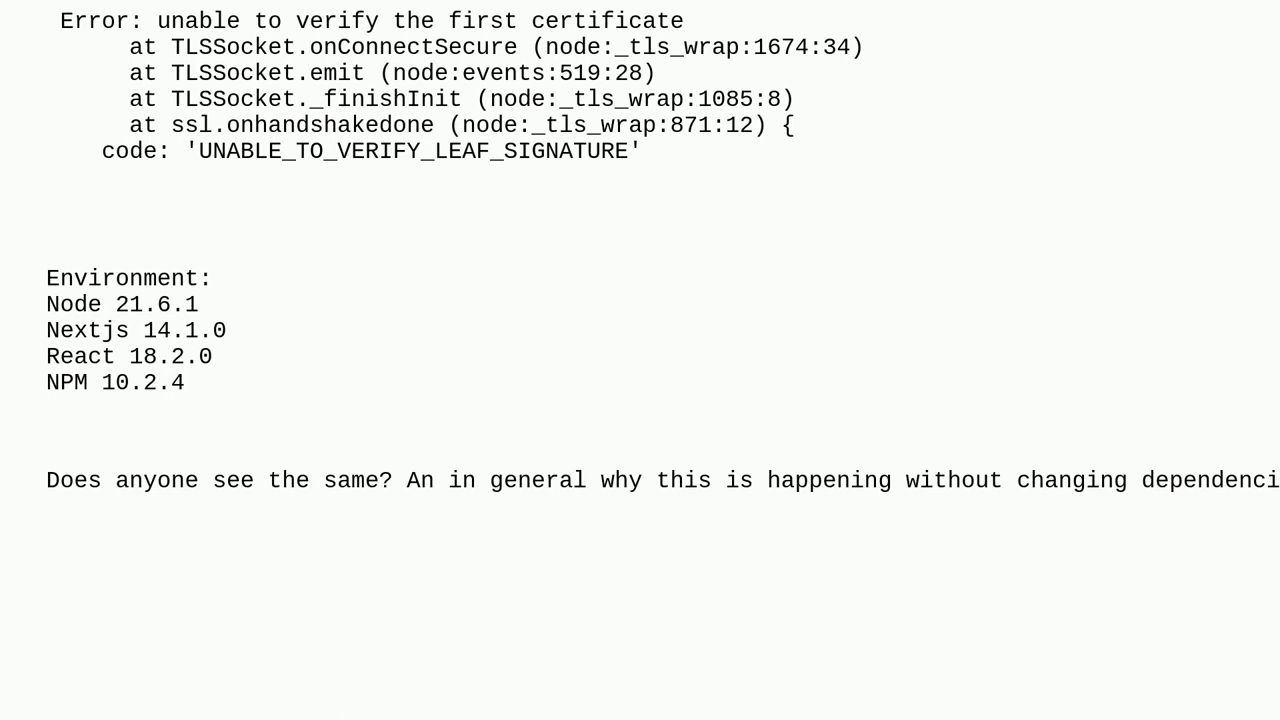 Error: unable to verify the first certificate
at TLSSocket.onConnectSecure (node:_tls_wrap:1674:34)
at TLSSocket.emit (node:events:519:28)
at TLSSocket._finishInit (node:_tls_wrap:1085:8)
at ssl.onhandshakedone (node:_tls_wrap:871:12) {
code: 'UNABLE_TO_VERIFY_LEAF_SIGNATURE'
Environment:
Node 21.6.1
Nextjs 14.1.0
React 18.2.0
NPM 10.2.4
Does anyone see the same? An in general why this is happening without changing dependenci